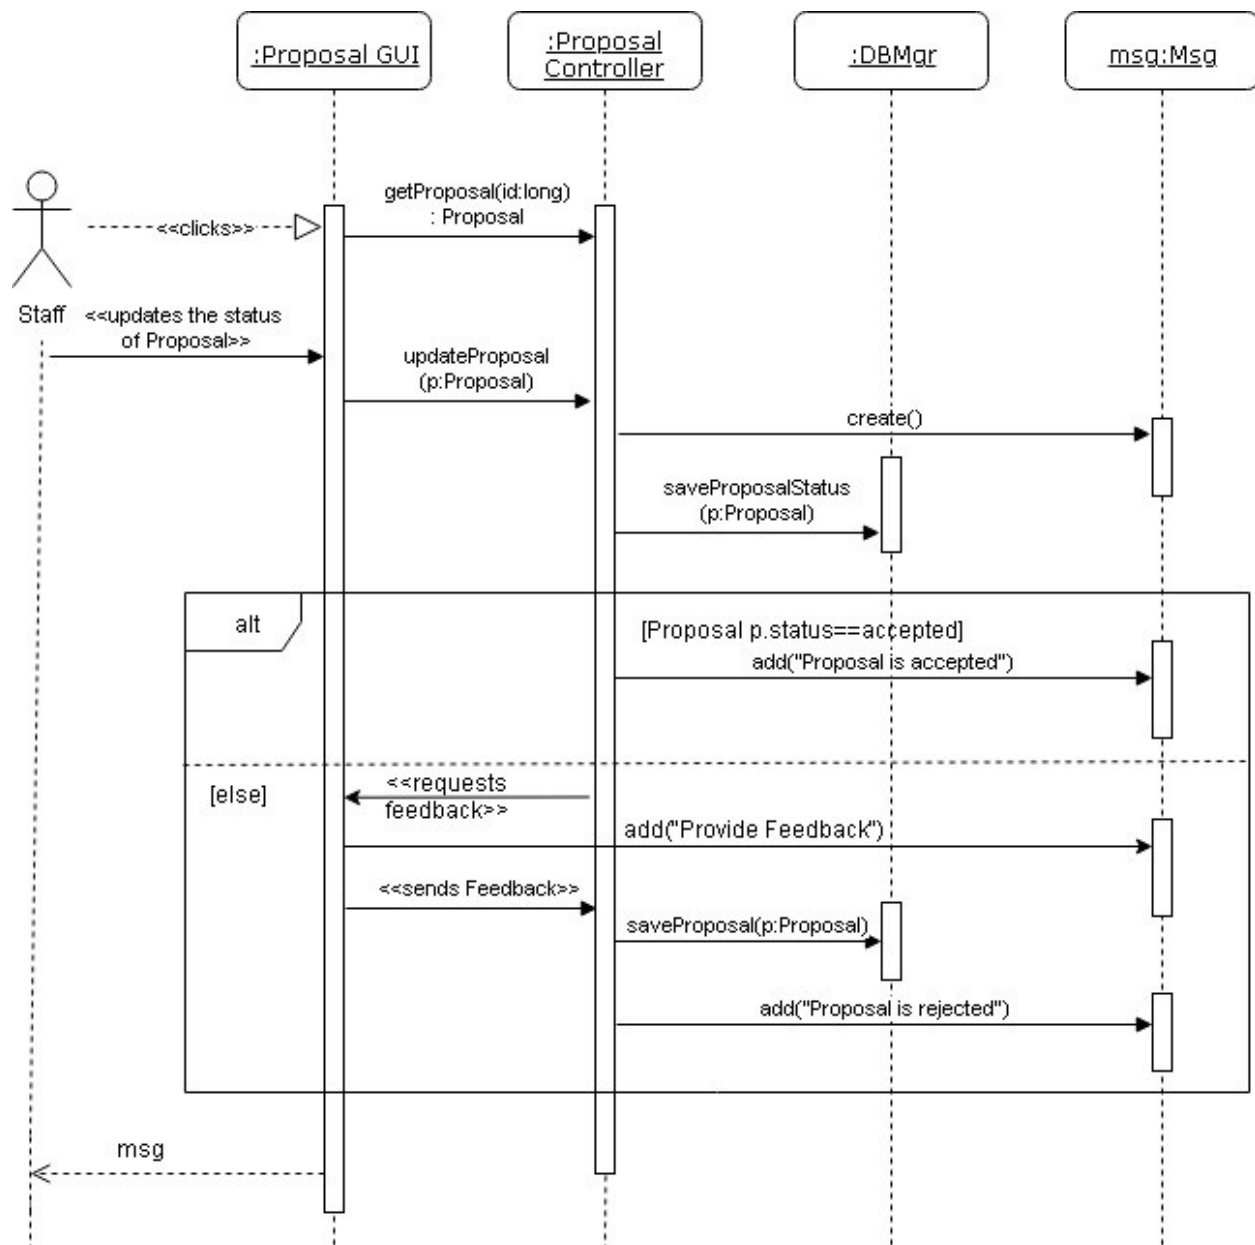 :Proposal GUI
:Proposal
Controller
:DBMgr
msg:Msg
getProposal(id:long)
: Proposal
<<clicks>>
Staff
<<updates the status
of Proposal>>
updateProposal
(p:Proposal)
create()
saveProposalStatus
(p:Proposal)
alt
[Proposal p.status==accepted]
add("Proposal is accepted")
[else]
<<requests
feedback>>
add("Provide Feedback")
<<sends Feedback>>
saveProposal(p:Proposal)
add("Proposal is rejected")
msg